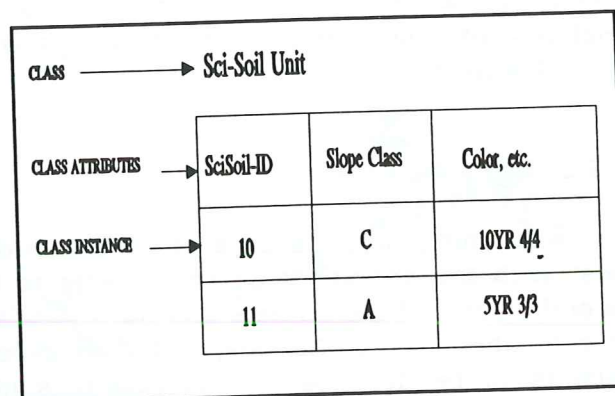 CLASS Sci-Soil Unit
CLASS ATTRIBUTES SciSoil-ID Slope Class Color, etc.
CLASS INSTANCE 10 C 10YR 4/4
11 A 5YR 3/3